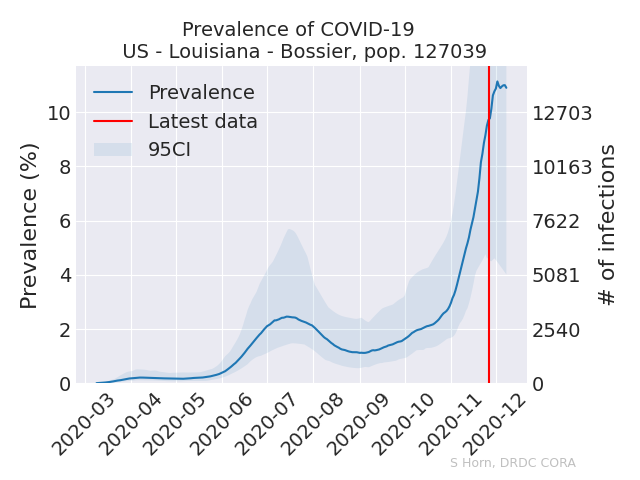 Prevalence of COVID-19
US - Louisiana - Bossier, pop. 127039
Prevalence
Latest data
95CI
Prevalence (%)
10
8
6
4
2
0
12703
10163
7622
5081
2540
0
# of infections
2020-03
2020-04
2020-05
2020-06
2020-07
2020-08
2020-09
2020-10
2020-11
2020-12
S Horn, DRDC CORA